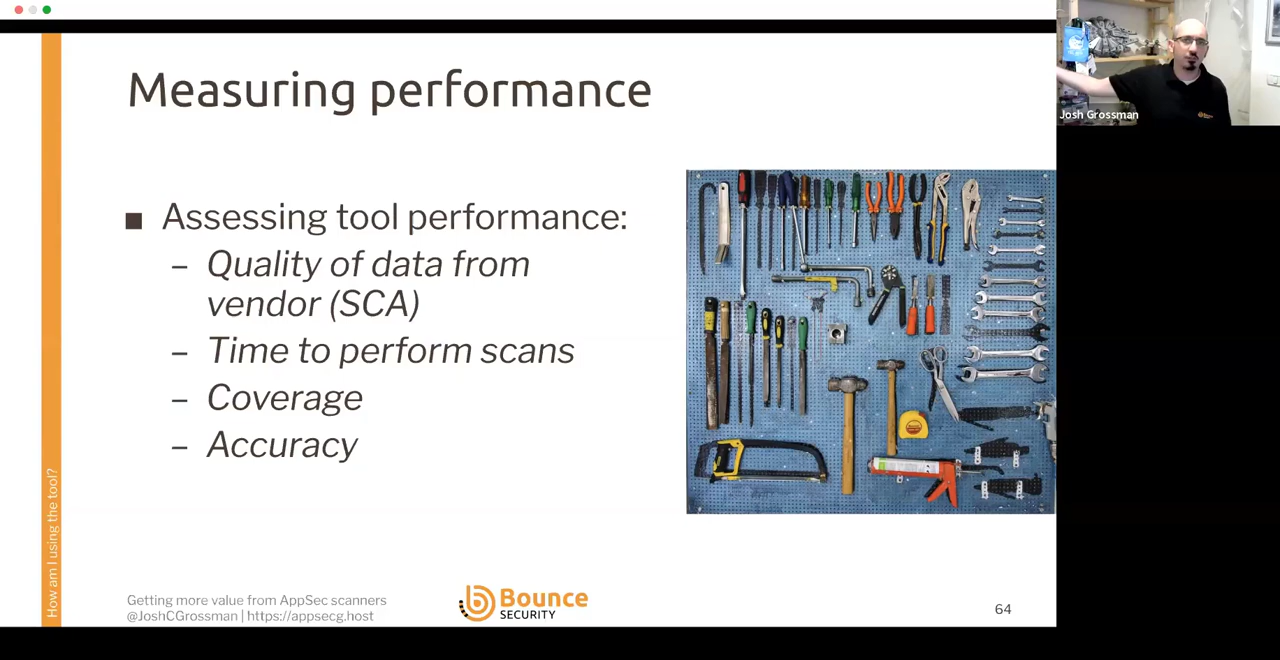 Measuring performance
Josh Grossman
■ Assessing tool performance:
– Quality of data from
vendor (SCA)
– Time to perform scans
– Coverage
– Accuracy
How am I using the tool?
Getting more value from AppSec scanners
@JoshCGrossman | https://appsecg.host
Bounce
SECURITY
64